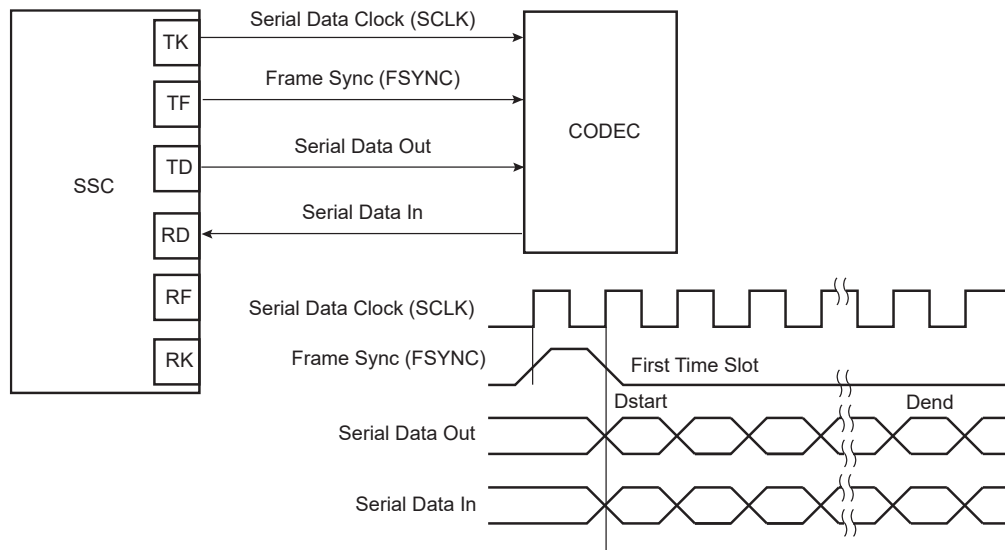 Serial Data Clock (SCLK)
TK
Frame Sync (FSYNC)
TF
CODEC
Serial Data Out
TD
SSC
Serial Data In
RD
RF
Serial Data Clock (SCLK)
RK
Frame Sync (FSYNC)
First Time Slot
Dstart
Dend
Serial Data Out
Serial Data In